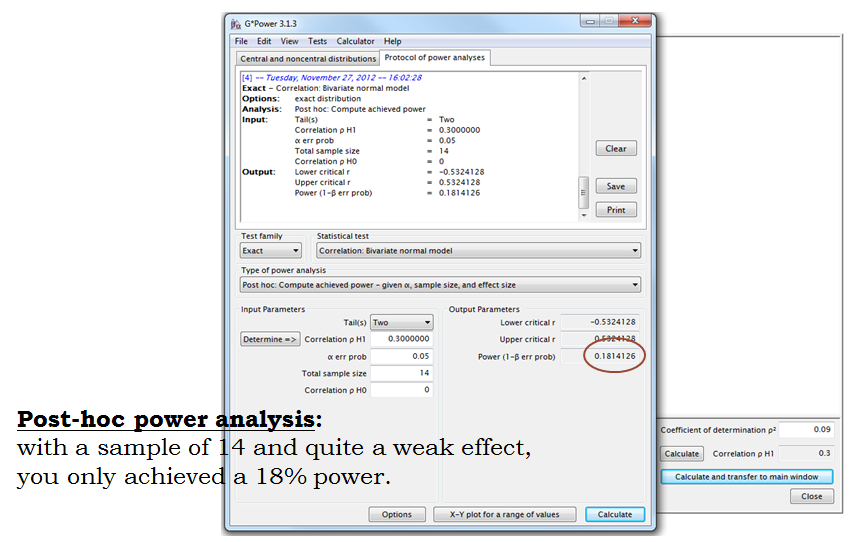 G*Power 3.1.3
File Edit View Tests Calculator Help
Central and noncentral distributions Protocol of power analyses
[4] -- Tuesday, November 27, 2012 -- 16:02:28
Exact - Correlation: Bivariate normal model
Options: exact distribution
Analysis: Post hoc: Compute achieved power
Input: Tail(s) = Two
Correlation ρ H1 = 0.3000000
α err prob = 0.05
Total sample size = 14
Correlation ρ H0 = 0
Output: Lower critical r = -0.5324128
Upper critical r = 0.5324128
Power (1-β err prob) = 0.1814126
Clear
Save
Print
Test family
Exact
Statistical test
Correlation: Bivariate normal model
Type of power analysis
Post hoc: Compute achieved power - given α, sample size, and effect size
Input Parameters
Tail(s) Two
Determine => Correlation ρ H1 0.3000000
α err prob 0.05
Total sample size 14
Correlation ρ H0 0
Output Parameters
Lower critical r -0.5324128
Upper critical r 0.5324128
Power (1-β err prob) 0.1814126
Post-hoc power analysis:
with a sample of 14 and quite a weak effect,
you only achieved a 18% power.
Options X-Y plot for a range of values Calculate
Coefficient of determination ρ² 0.09
Calculate Correlation ρ H1 0.3
Calculate and transfer to main window
Close